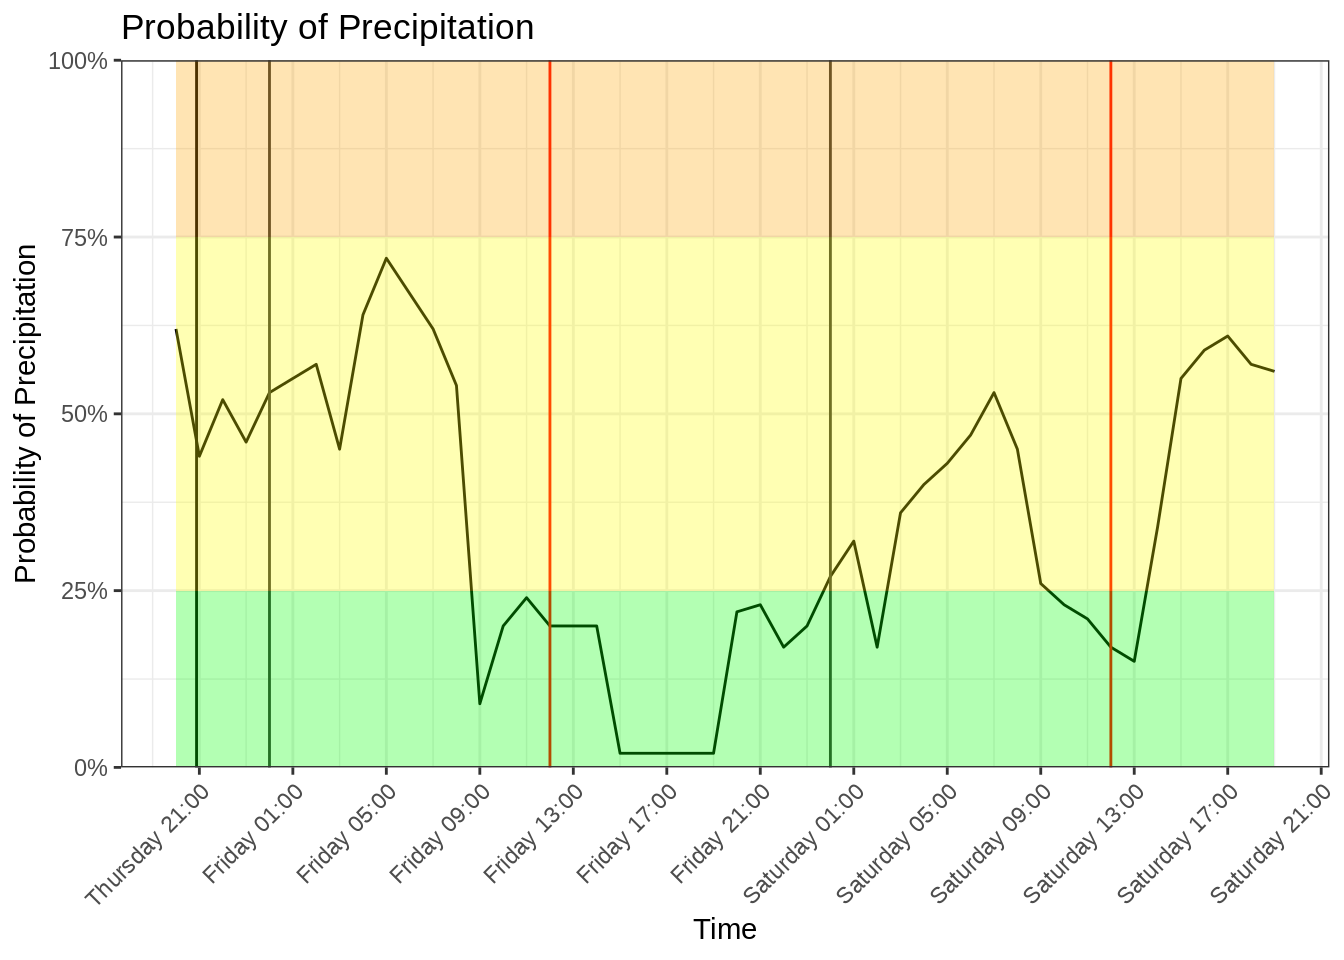 Probability of Precipitation
Probability of Precipitation
100%
75%
50%
25%
0%
Thursday 21:00
Friday 01:00
Friday 05:00
Friday 09:00
Friday 13:00
Friday 17:00
Friday 21:00
Saturday 01:00
Saturday 05:00
Saturday 09:00
Saturday 13:00
Saturday 17:00
Saturday 21:00
Time